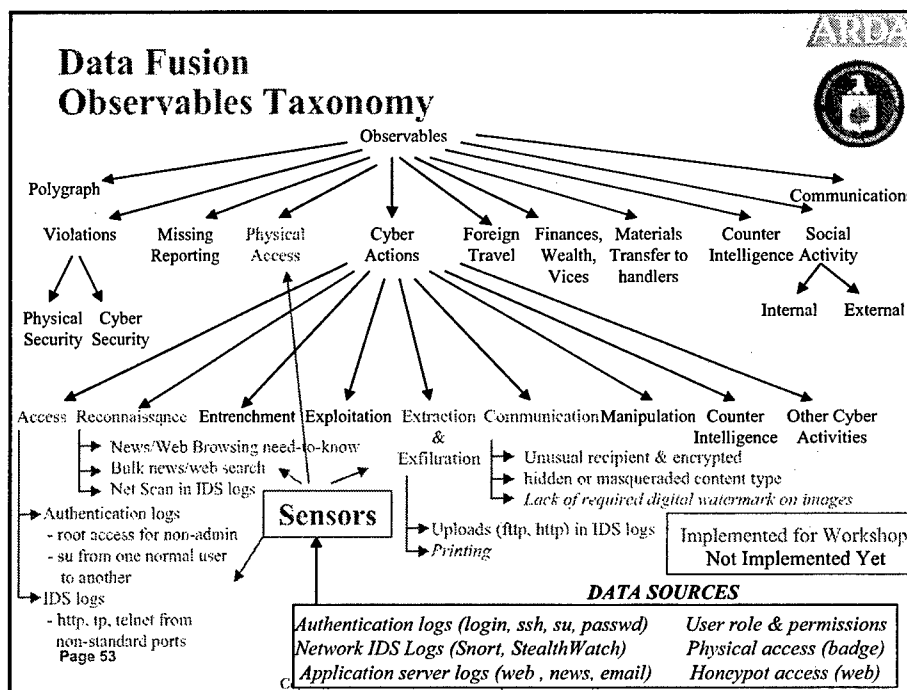 ARDA
Data Fusion
Observables Taxonomy
Observables
Polygraph
Communications
Violations
Missing
Reporting
Physical
Access
Cyber
Actions
Foreign
Travel
Finances,
Wealth,
Vices
Materials
Transfer to
handlers
Counter
Intelligence
Social
Activity
Physical
Security
Cyber
Security
Internal
External
Access
Reconnaissance
Entrenchment
Exploitation
Extraction
&
Exfiltration
Communication
Manipulation
Counter
Intelligence
Other Cyber
Activities
News/Web Browsing need-to-know
Bulk news/web search
Net Scan in IDS logs
Unusual recipient & encrypted
hidden or masqueraded content type
Lack of required digital watermark on images
Authentication logs
- root access for non-admin
- su from one normal user
to another
IDS logs
- http, tp, telnet from
non-standard ports
Sensors
Uploads (fttp, http) in IDS logs
Printing
Implemented for Workshop
Not Implemented Yet
DATA SOURCES
Authentication logs (login, ssh, su, passwd)
User role & permissions
Network IDS Logs (Snort, StealthWatch)
Physical access (badge)
Application server logs (web , news, email)
Honeypot access (web)
Page 53